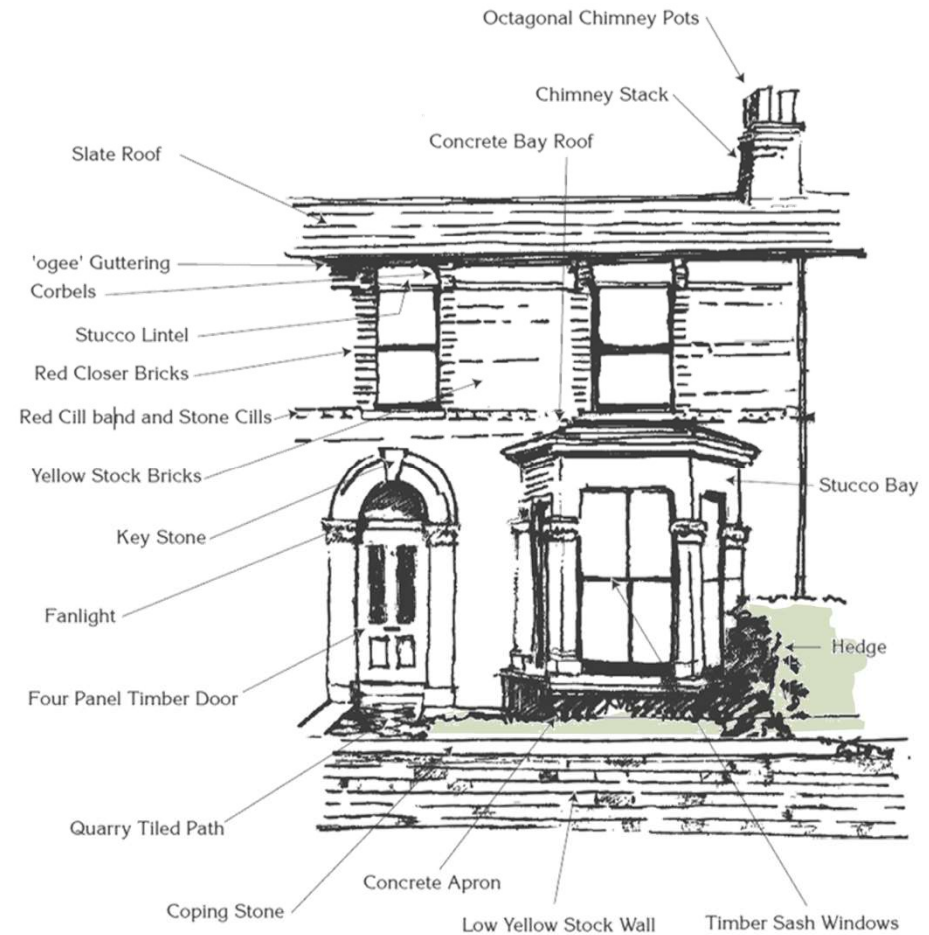 Octagonal Chimney Pots
Chimney Stack
Concrete Bay Roof
Slate Roof
'ogee' Guttering
Corbels
Stucco Lintel
Red Closer Bricks
Red Cill band and Stone Cills
Yellow Stock Bricks
Stucco Bay
Key Stone
Fanlight
Hedge
Four Panel Timber Door
Quarry Tiled Path
Concrete Apron
Coping Stone
Low Yellow Stock Wall
Timber Sash Windows